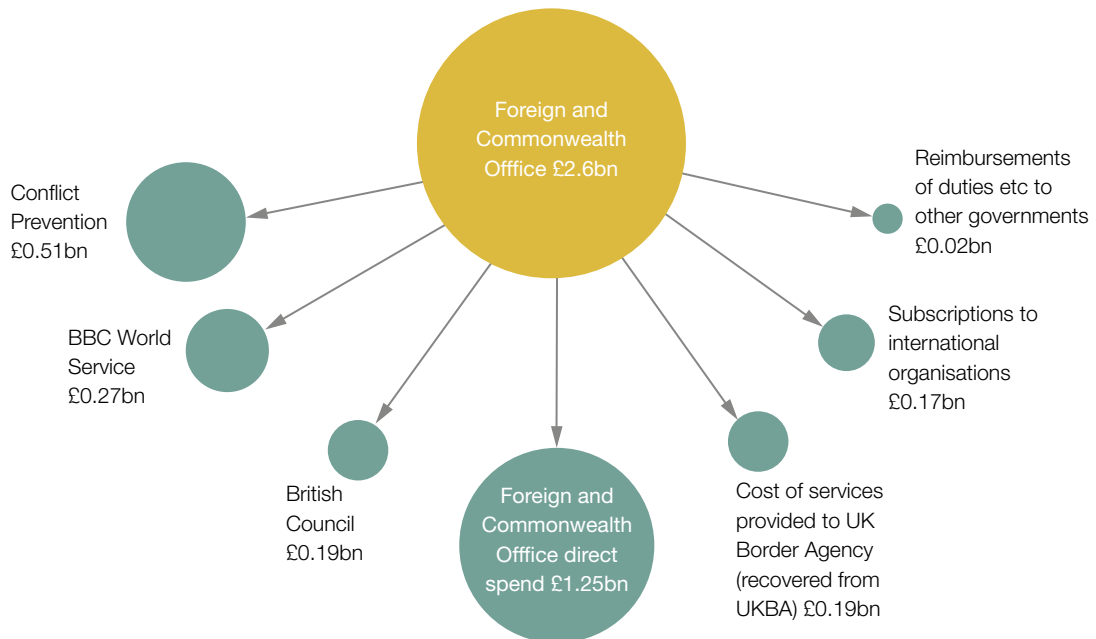 Foreign and
Commonwealth
Offfice £2.6bn
Conflict
Prevention
£0.51bn
BBC World
Service
£0.27bn
British
Council
£0.19bn
Foreign and
Commonwealth
Offfice direct
spend £1.25bn
Cost of services
provided to UK
Border Agency
(recovered from
UKBA) £0.19bn
Subscriptions to
international
organisations
£0.17bn
Reimbursements
of duties etc to
other governments
£0.02bn